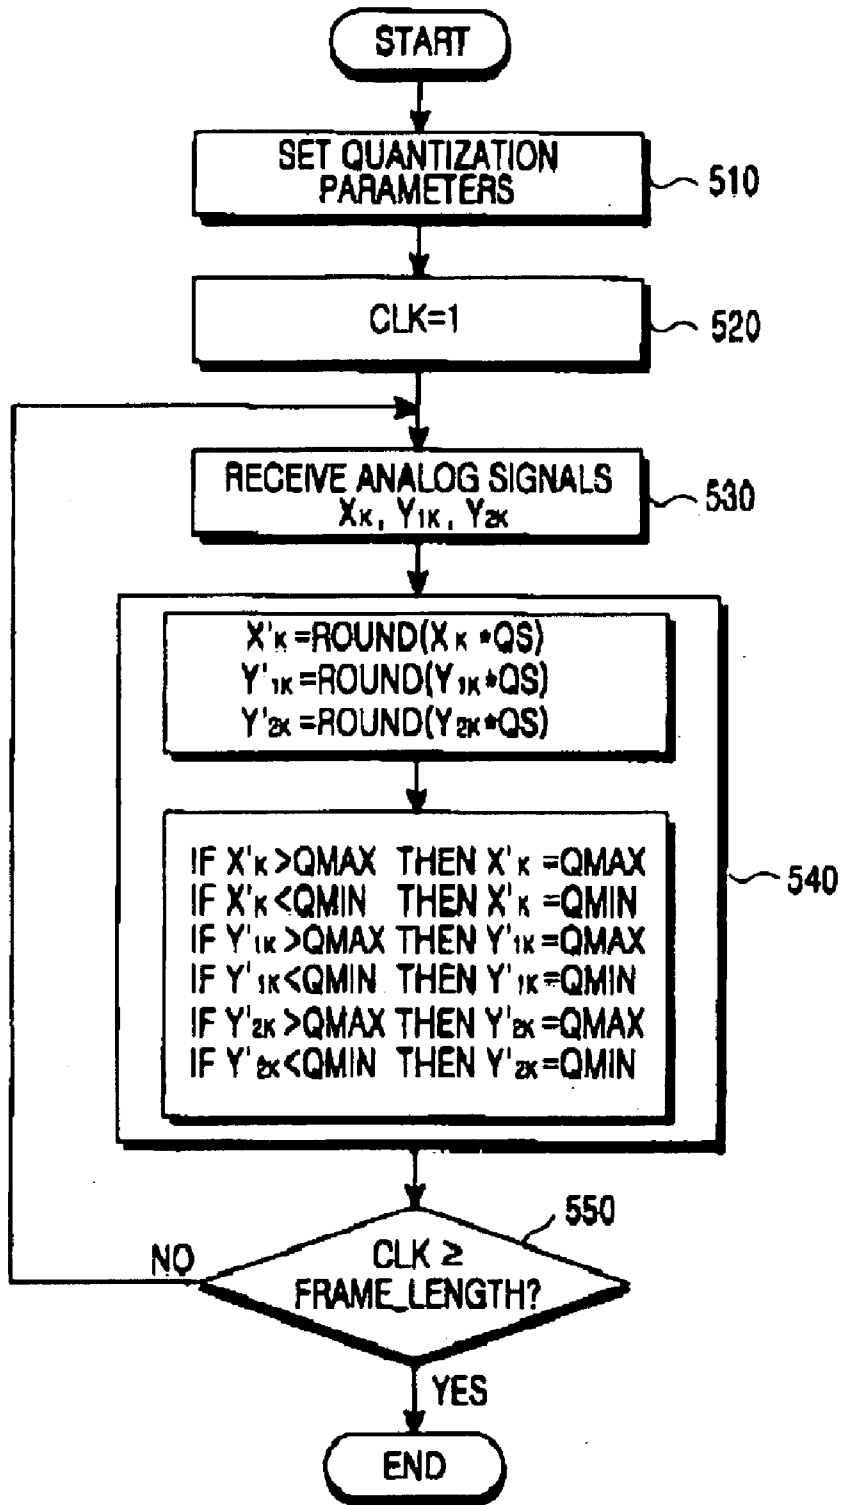 START
SET QUANTIZATION
PARAMETERS
510
CLK=1
520
RECEIVE ANALOG SIGNALS
XK, Y1K, Y2K
530
X'K=ROUND(XK*QS)
Y'1K=ROUND(Y1K*QS)
Y'2K=ROUND(Y2K*QS)
IF X'K>QMAX THEN X'K=QMAX
IF X'K<QMIN THEN X'K=QMIN
IF Y'1K>QMAX THEN Y'1K=QMAX
IF Y'1K<QMIN THEN Y'1K=QMIN
IF Y'2K>QMAX THEN Y'2K=QMAX
IF Y'2K<QMIN THEN Y'2K=QMIN
540
550
CLK ≥
FRAME_LENGTH?
NO
YES
END